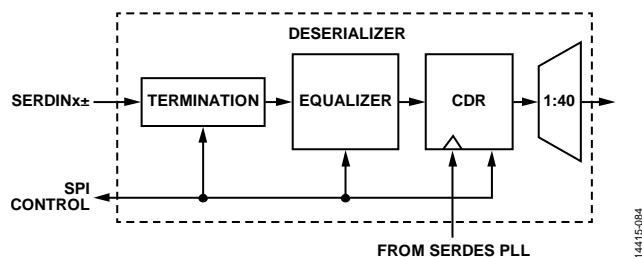 DESERIALIZER
SERDINx±
TERMINATION
EQUALIZER
CDR
1:40
SPI
CONTROL
FROM SERDES PLL
14415-084